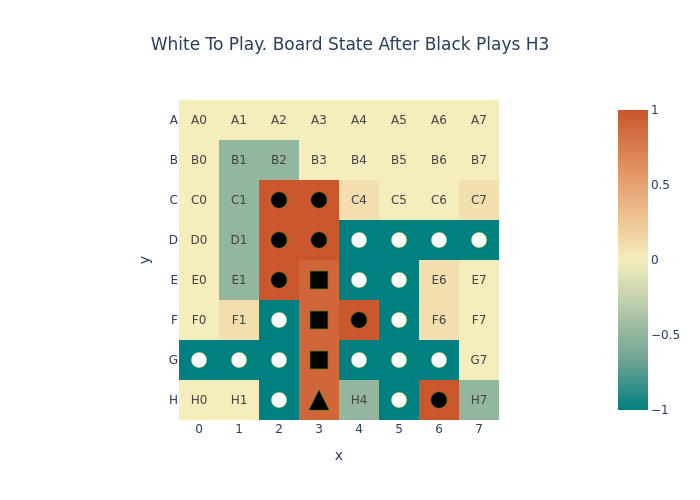 White To Play. Board State After Black Plays H3
A A0 A1 A2 A3 A4 A5 A6 A7
B B0 B1 B2 B3 B4 B5 B6 B7
C C0 C1 C4 C5 C6 C7
D D0 D1
E E0 E1 E6 E7
F F0 F1 F6 F7
G G7
H H0 H1 H4 H7
0 1 2 3 4 5 6 7
x
y
1
0.5
0
−0.5
−1